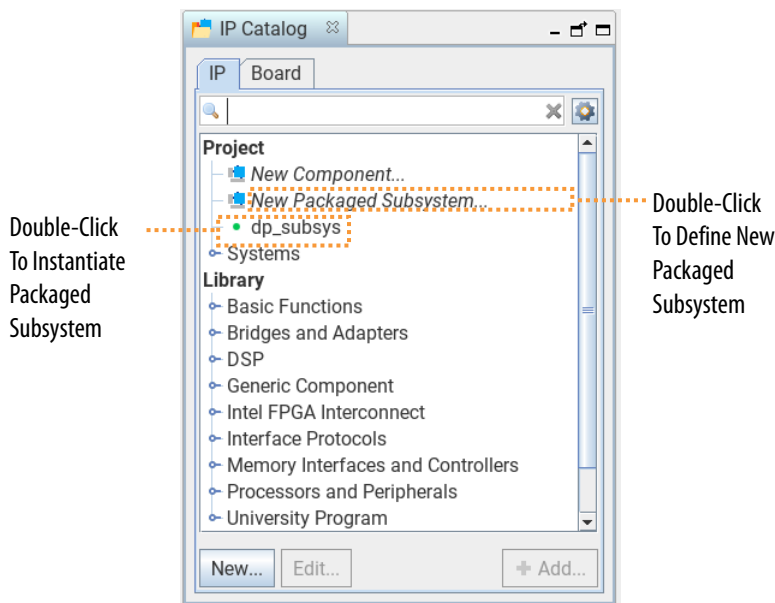 IP Catalog
IP
Board
Project
New Component...
New Packaged Subsystem...
dp_subsys
Systems
Library
Basic Functions
Bridges and Adapters
DSP
Generic Component
Intel FPGA Interconnect
Interface Protocols
Memory Interfaces and Controllers
Processors and Peripherals
University Program
New...
Edit...
Add...
Double-Click
To Instantiate
Packaged
Subsystem
Double-Click
To Define New
Packaged
Subsystem